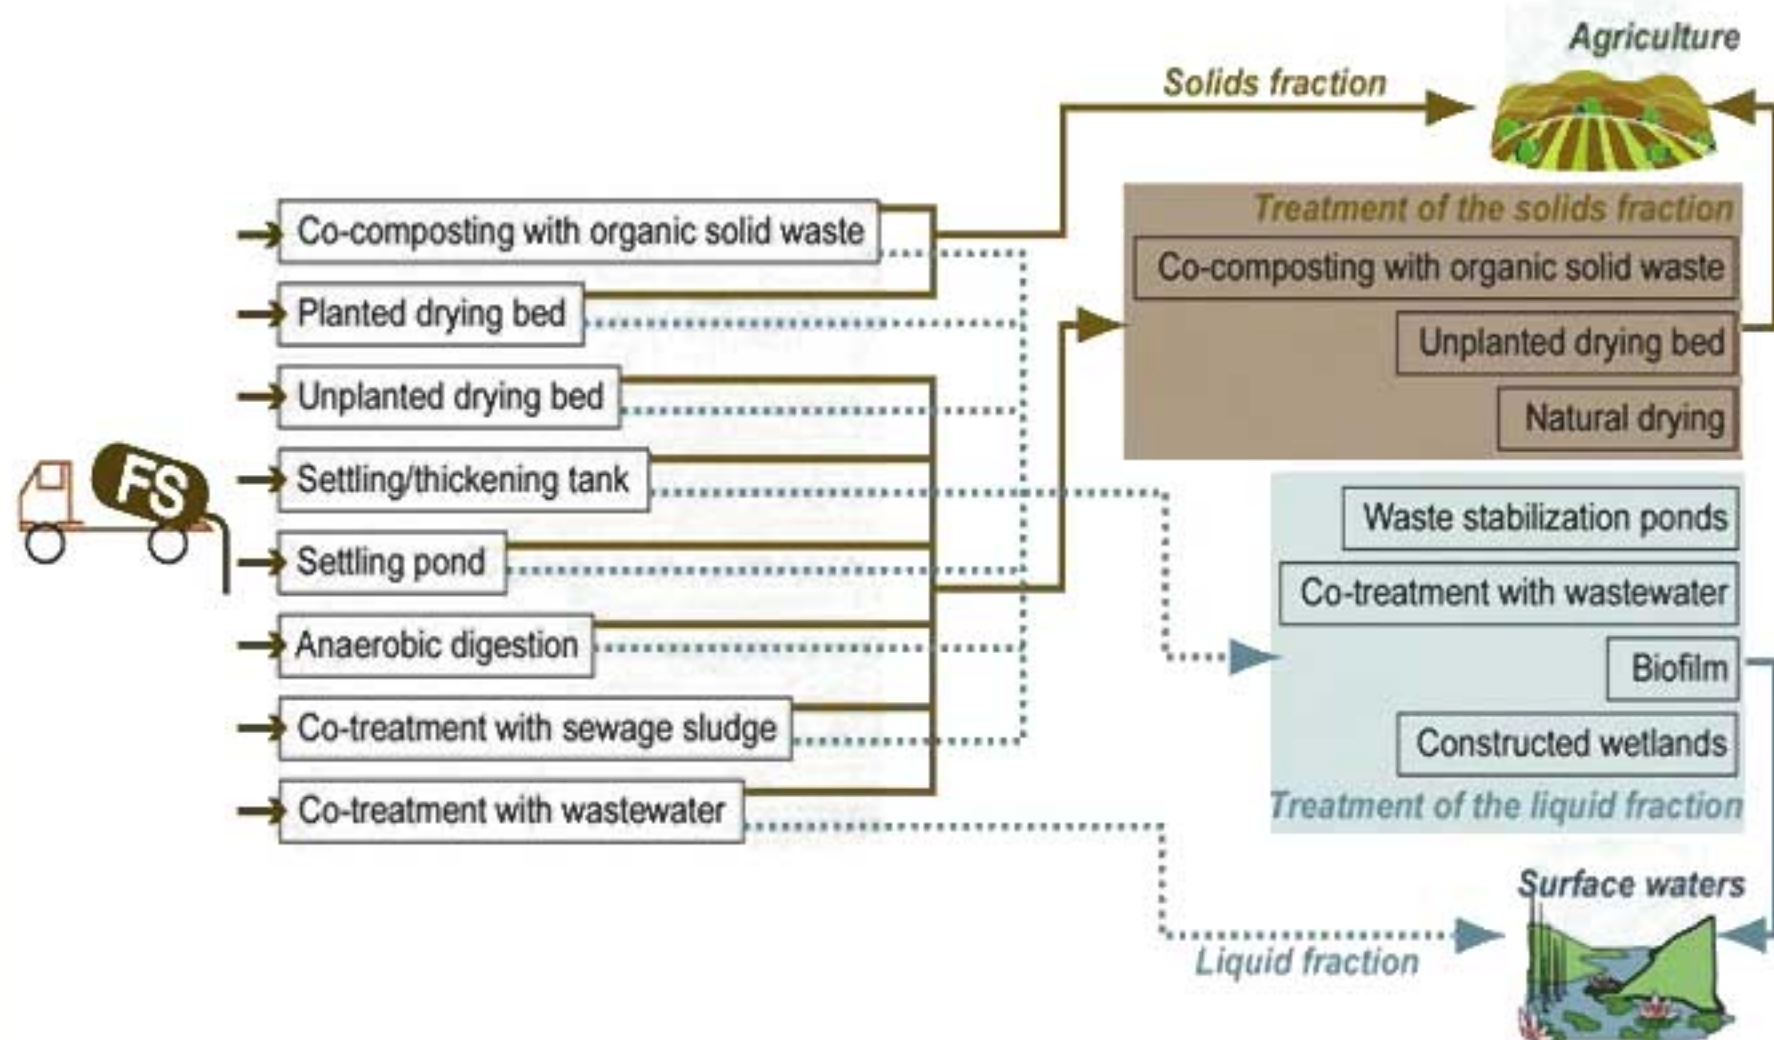 Agriculture
Solids fraction
Treatment of the solids fraction
Co-composting with organic solid waste
Co-composting with organic solid waste
Planted drying bed
Unplanted drying bed
Unplanted drying bed
Natural drying
FS
Settling/thickening tank
Waste stabilization ponds
Settling pond
Co-treatment with wastewater
Anaerobic digestion
Biofilm
Co-treatment with sewage sludge
Constructed wetlands
Co-treatment with wastewater
Treatment of the liquid fraction
Surface waters
Liquid fraction